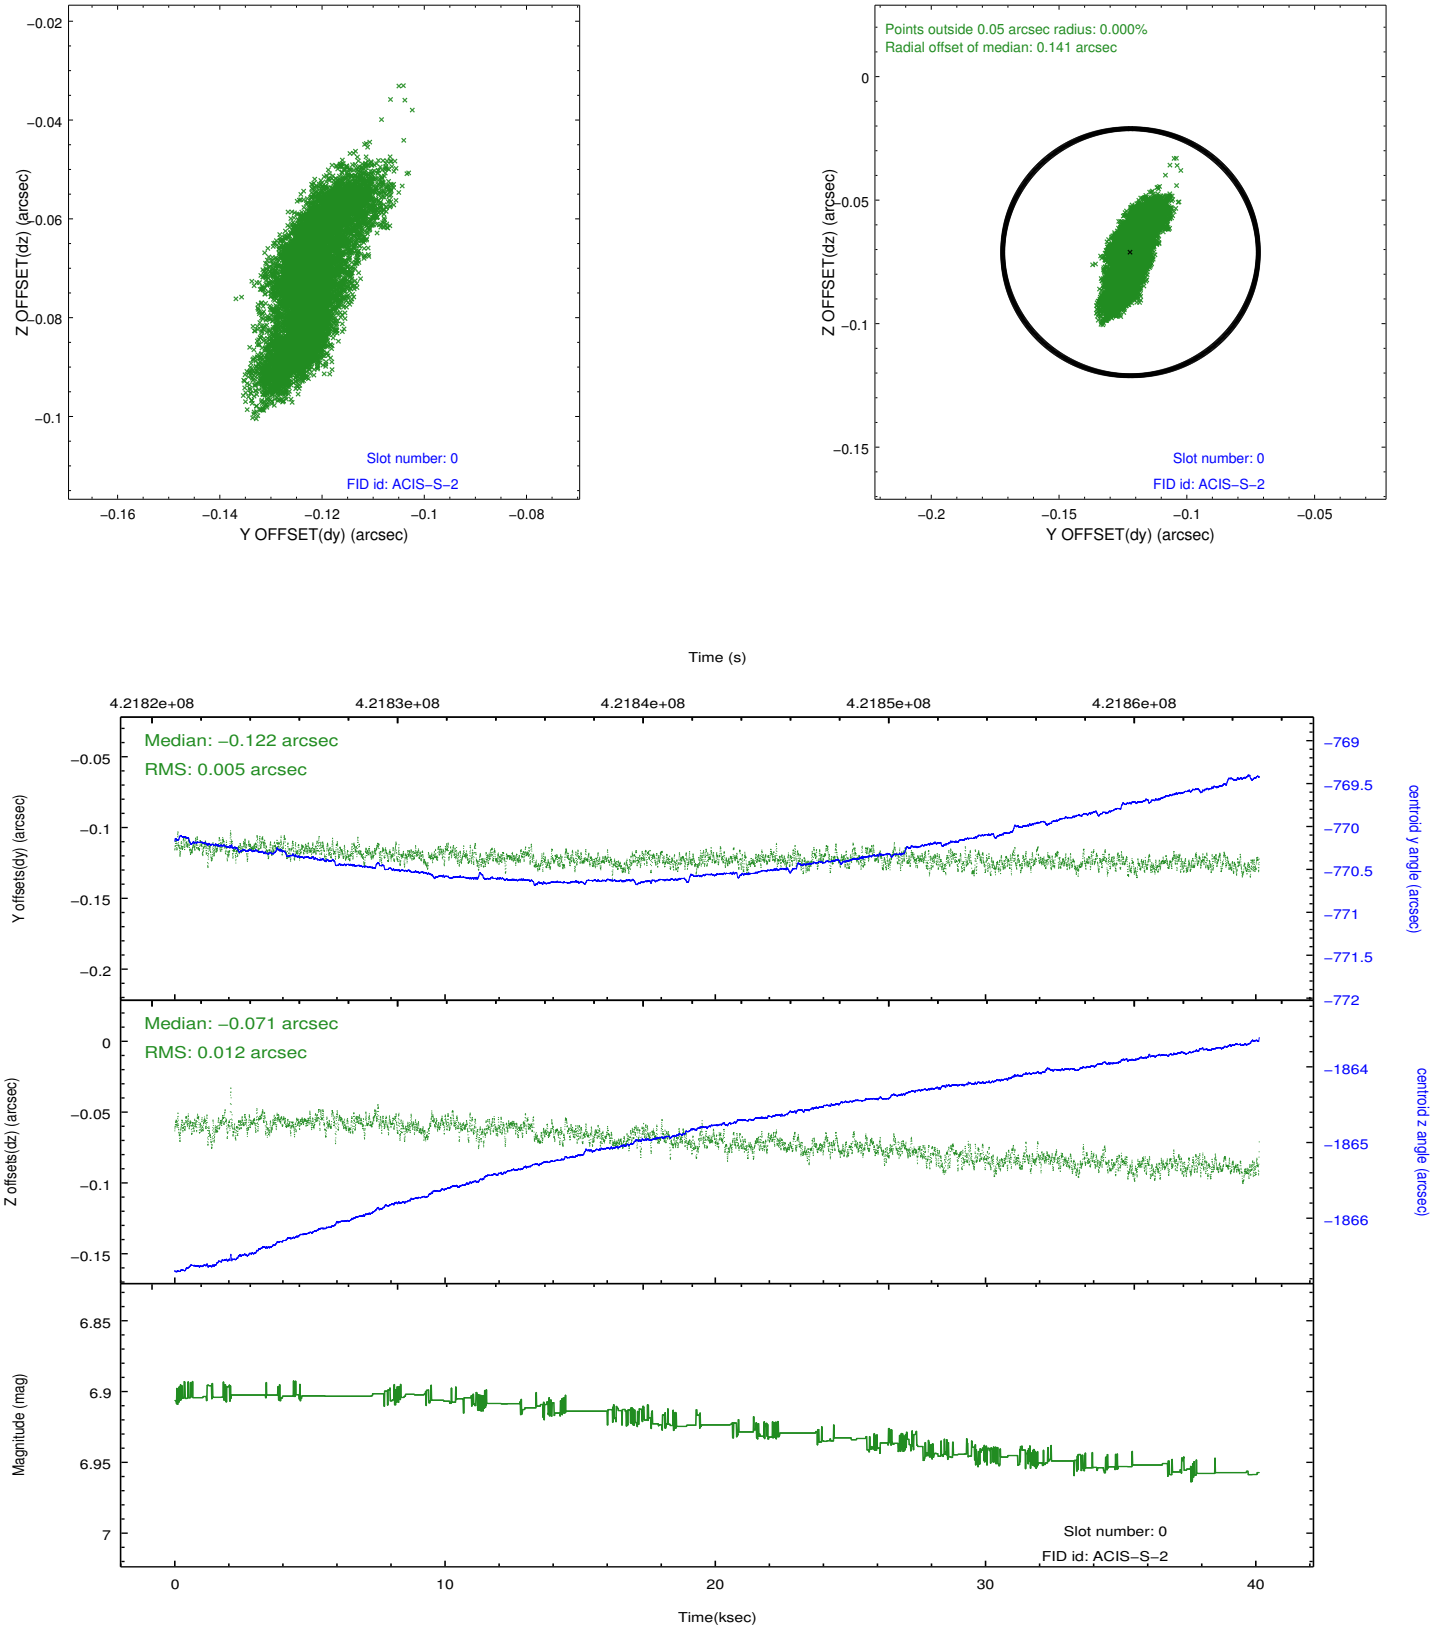 −0.02
−0.04
−0.06
−0.08
−0.1
Z OFFSET(dz) (arcsec)
Slot number: 0
FID id: ACIS−S−2
−0.16
−0.14
−0.12
−0.1
−0.08
Y OFFSET(dy) (arcsec)
Points outside 0.05 arcsec radius: 0.000%
Radial offset of median: 0.141 arcsec
0
−0.05
−0.1
−0.15
Z OFFSET(dz) (arcsec)
Slot number: 0
FID id: ACIS−S−2
−0.2
−0.15
−0.1
−0.05
Y OFFSET(dy) (arcsec)
Time (s)
4.2182e+08
4.2183e+08
4.2184e+08
4.2185e+08
4.2186e+08
Median: −0.122 arcsec
RMS: 0.005 arcsec
−0.05
−0.1
−0.15
−0.2
Y offsets(dy) (arcsec)
−769
−769.5
−770
−770.5
−771
−771.5
−772
centroid y angle (arcsec)
Median: −0.071 arcsec
RMS: 0.012 arcsec
0
−0.05
−0.1
−0.15
Z offsets(dz) (arcsec)
−1864
−1865
−1866
centroid z angle (arcsec)
6.85
6.9
6.95
7
Magnitude (mag)
Slot number: 0
FID id: ACIS−S−2
0
10
20
30
40
Time(ksec)